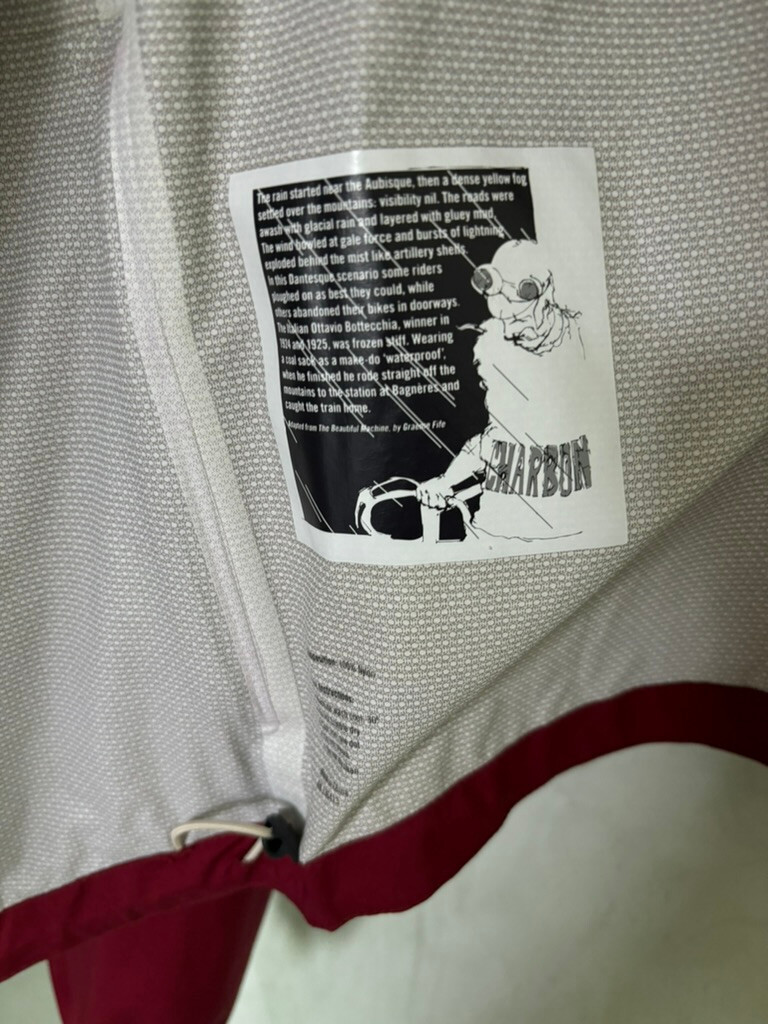 The rain started near the Aubisque, then a dense yellow fog
settled over the mountains: visibility nil. The roads were
awash with glacial rain and layered with gluey mud.
The wind howled at gale force and bursts of lightning
exploded behind the mist like artillery shells.
In this Dantesque scenario some riders
ploughed on as best they could, while
others abandoned their bikes in doorways.
The Italian Ottavio Bottecchia, winner in
1924 and 1925, was frozen stiff. Wearing
a coal sack as a make-do 'waterproof',
when he finished he rode straight off the
mountains to the station at Bagnères and
caught the train home.
Adapted from The Beautiful Machine, by Graeme Fife
CHARBON